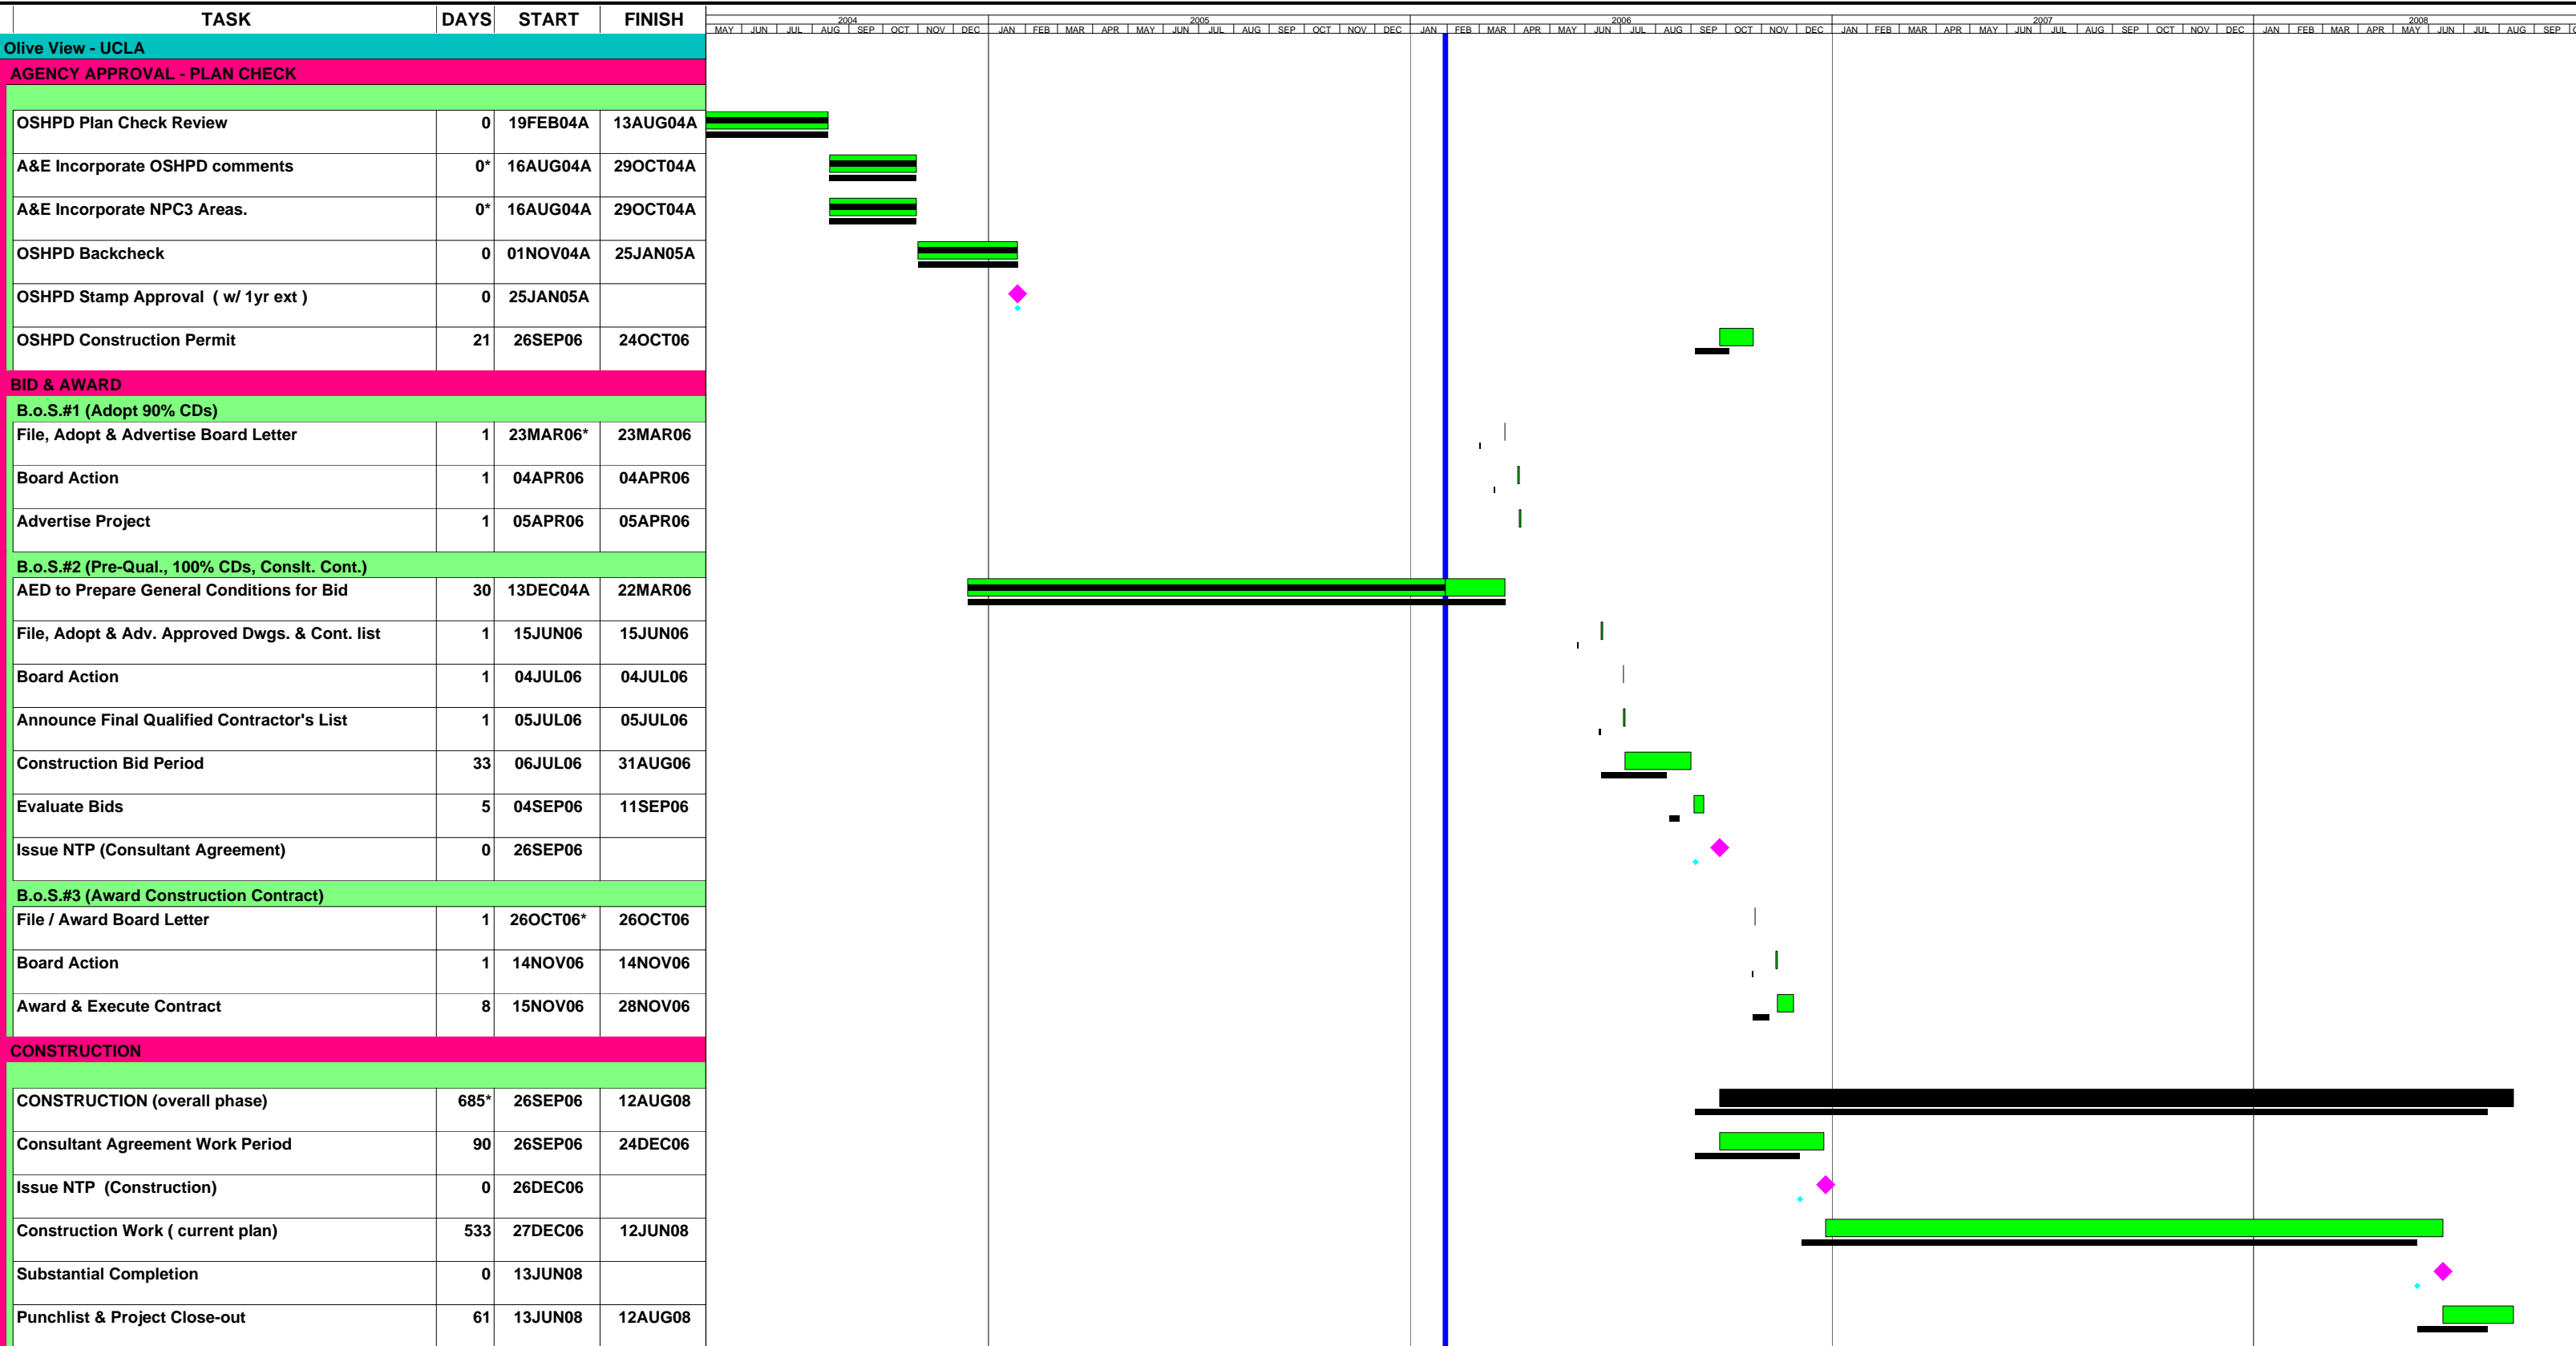 TASK DAYS START FINISH
2004 2005 2006 2007 2008
MAY JUN JUL AUG SEP OCT NOV DEC JAN FEB MAR APR MAY JUN JUL AUG SEP OCT NOV DEC JAN FEB MAR APR MAY JUN JUL AUG SEP OCT NOV DEC JAN FEB MAR APR MAY JUN JUL AUG SEP OCT NOV DEC JAN FEB MAR APR MAY JUN JUL AUG SEP
Olive View - UCLA
AGENCY APPROVAL - PLAN CHECK
OSHPD Plan Check Review 0 19FEB04A 13AUG04A
A&E Incorporate OSHPD comments 0* 16AUG04A 29OCT04A
A&E Incorporate NPC3 Areas. 0* 16AUG04A 29OCT04A
OSHPD Backcheck 0 01NOV04A 25JAN05A
OSHPD Stamp Approval ( w/ 1yr ext ) 0 25JAN05A
OSHPD Construction Permit 21 26SEP06 24OCT06
BID & AWARD
B.o.S.#1 (Adopt 90% CDs)
File, Adopt & Advertise Board Letter 1 23MAR06* 23MAR06
Board Action 1 04APR06 04APR06
Advertise Project 1 05APR06 05APR06
B.o.S.#2 (Pre-Qual., 100% CDs, Conslt. Cont.)
AED to Prepare General Conditions for Bid 30 13DEC04A 22MAR06
File, Adopt & Adv. Approved Dwgs. & Cont. list 1 15JUN06 15JUN06
Board Action 1 04JUL06 04JUL06
Announce Final Qualified Contractor's List 1 05JUL06 05JUL06
Construction Bid Period 33 06JUL06 31AUG06
Evaluate Bids 5 04SEP06 11SEP06
Issue NTP (Consultant Agreement) 0 26SEP06
B.o.S.#3 (Award Construction Contract)
File / Award Board Letter 1 26OCT06* 26OCT06
Board Action 1 14NOV06 14NOV06
Award & Execute Contract 8 15NOV06 28NOV06
CONSTRUCTION
CONSTRUCTION (overall phase) 685* 26SEP06 12AUG08
Consultant Agreement Work Period 90 26SEP06 24DEC06
Issue NTP (Construction) 0 26DEC06
Construction Work ( current plan) 533 27DEC06 12JUN08
Substantial Completion 0 13JUN08
Punchlist & Project Close-out 61 13JUN08 12AUG08